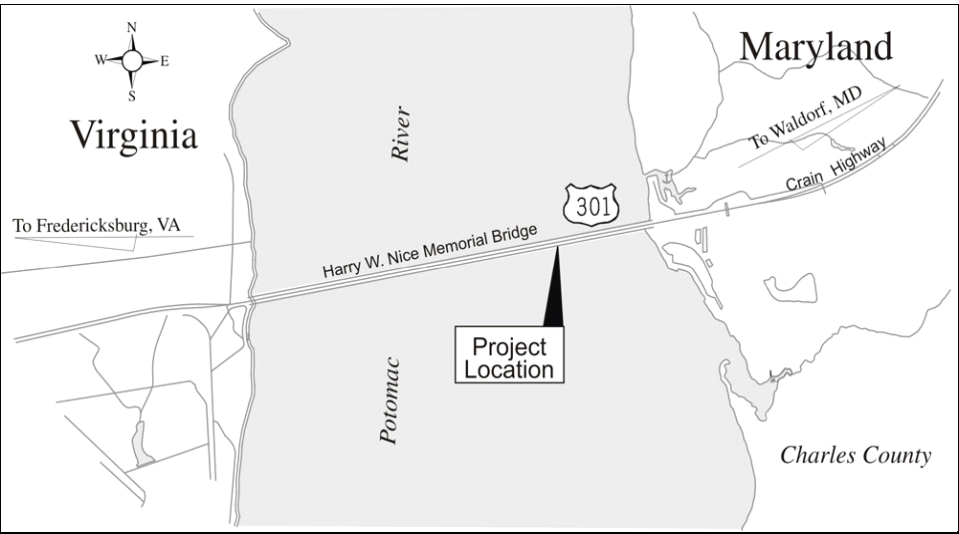 N
W E
S
Virginia
Maryland
River
To Waldorf, MD
Crain Highway
301
To Fredericksburg, VA
Harry W. Nice Memorial Bridge
Project
Location
Potomac
Charles County